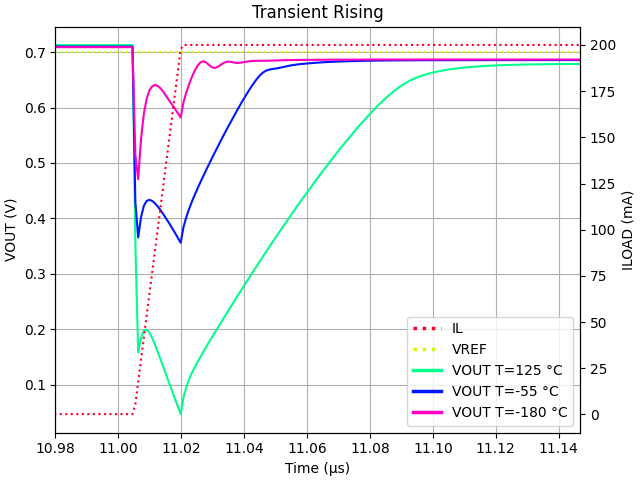 Transient Rising
VOUT (V)
0.7
0.6
0.5
0.4
0.3
0.2
0.1
200
175
150
125
100
75
50
25
0
ILOAD (mA)
IL
VREF
VOUT T=125 °C
VOUT T=-55 °C
VOUT T=-180 °C
10.98 11.00 11.02 11.04 11.06 11.08 11.10 11.12 11.14
Time (μs)